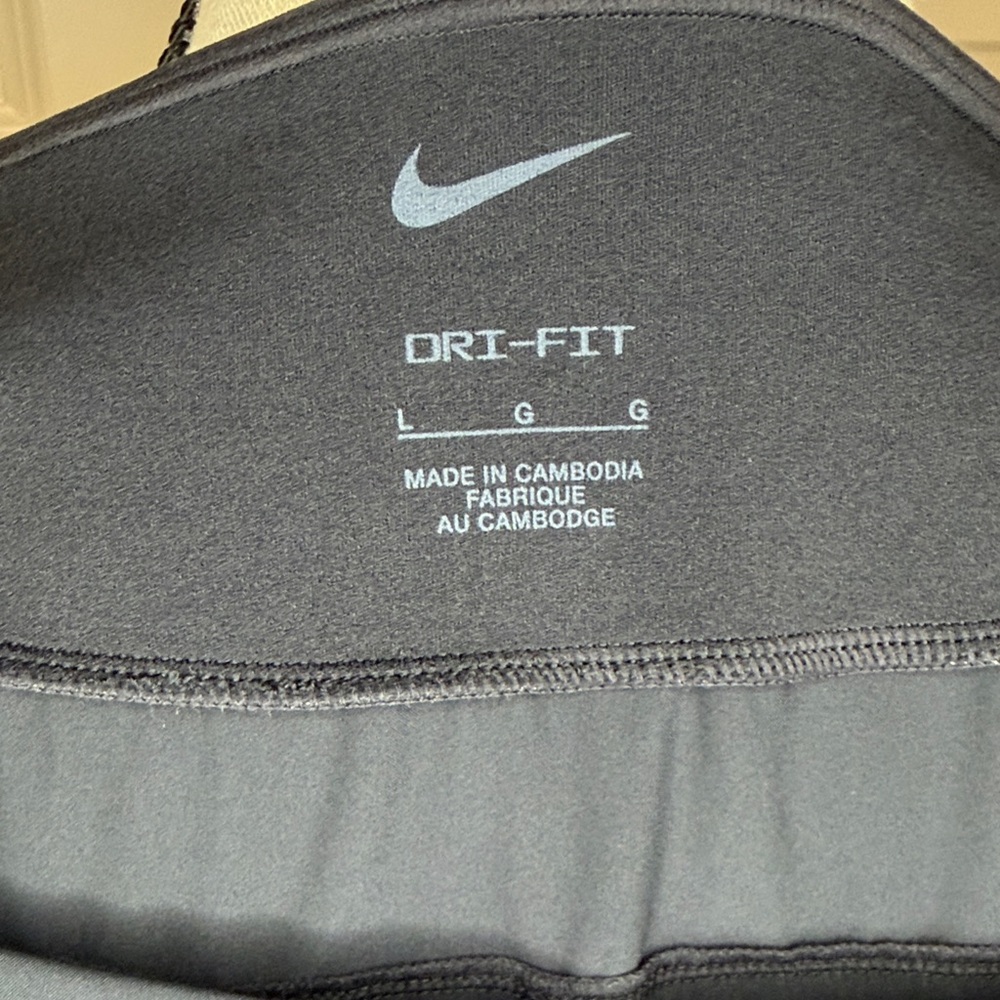 DRI-FIT
L G G
MADE IN CAMBODIA
FABRIQUE
AU CAMBODGE